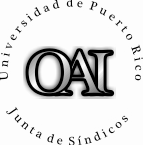 Universidad de Puerto Rico
OAI
Junta de Síndicos